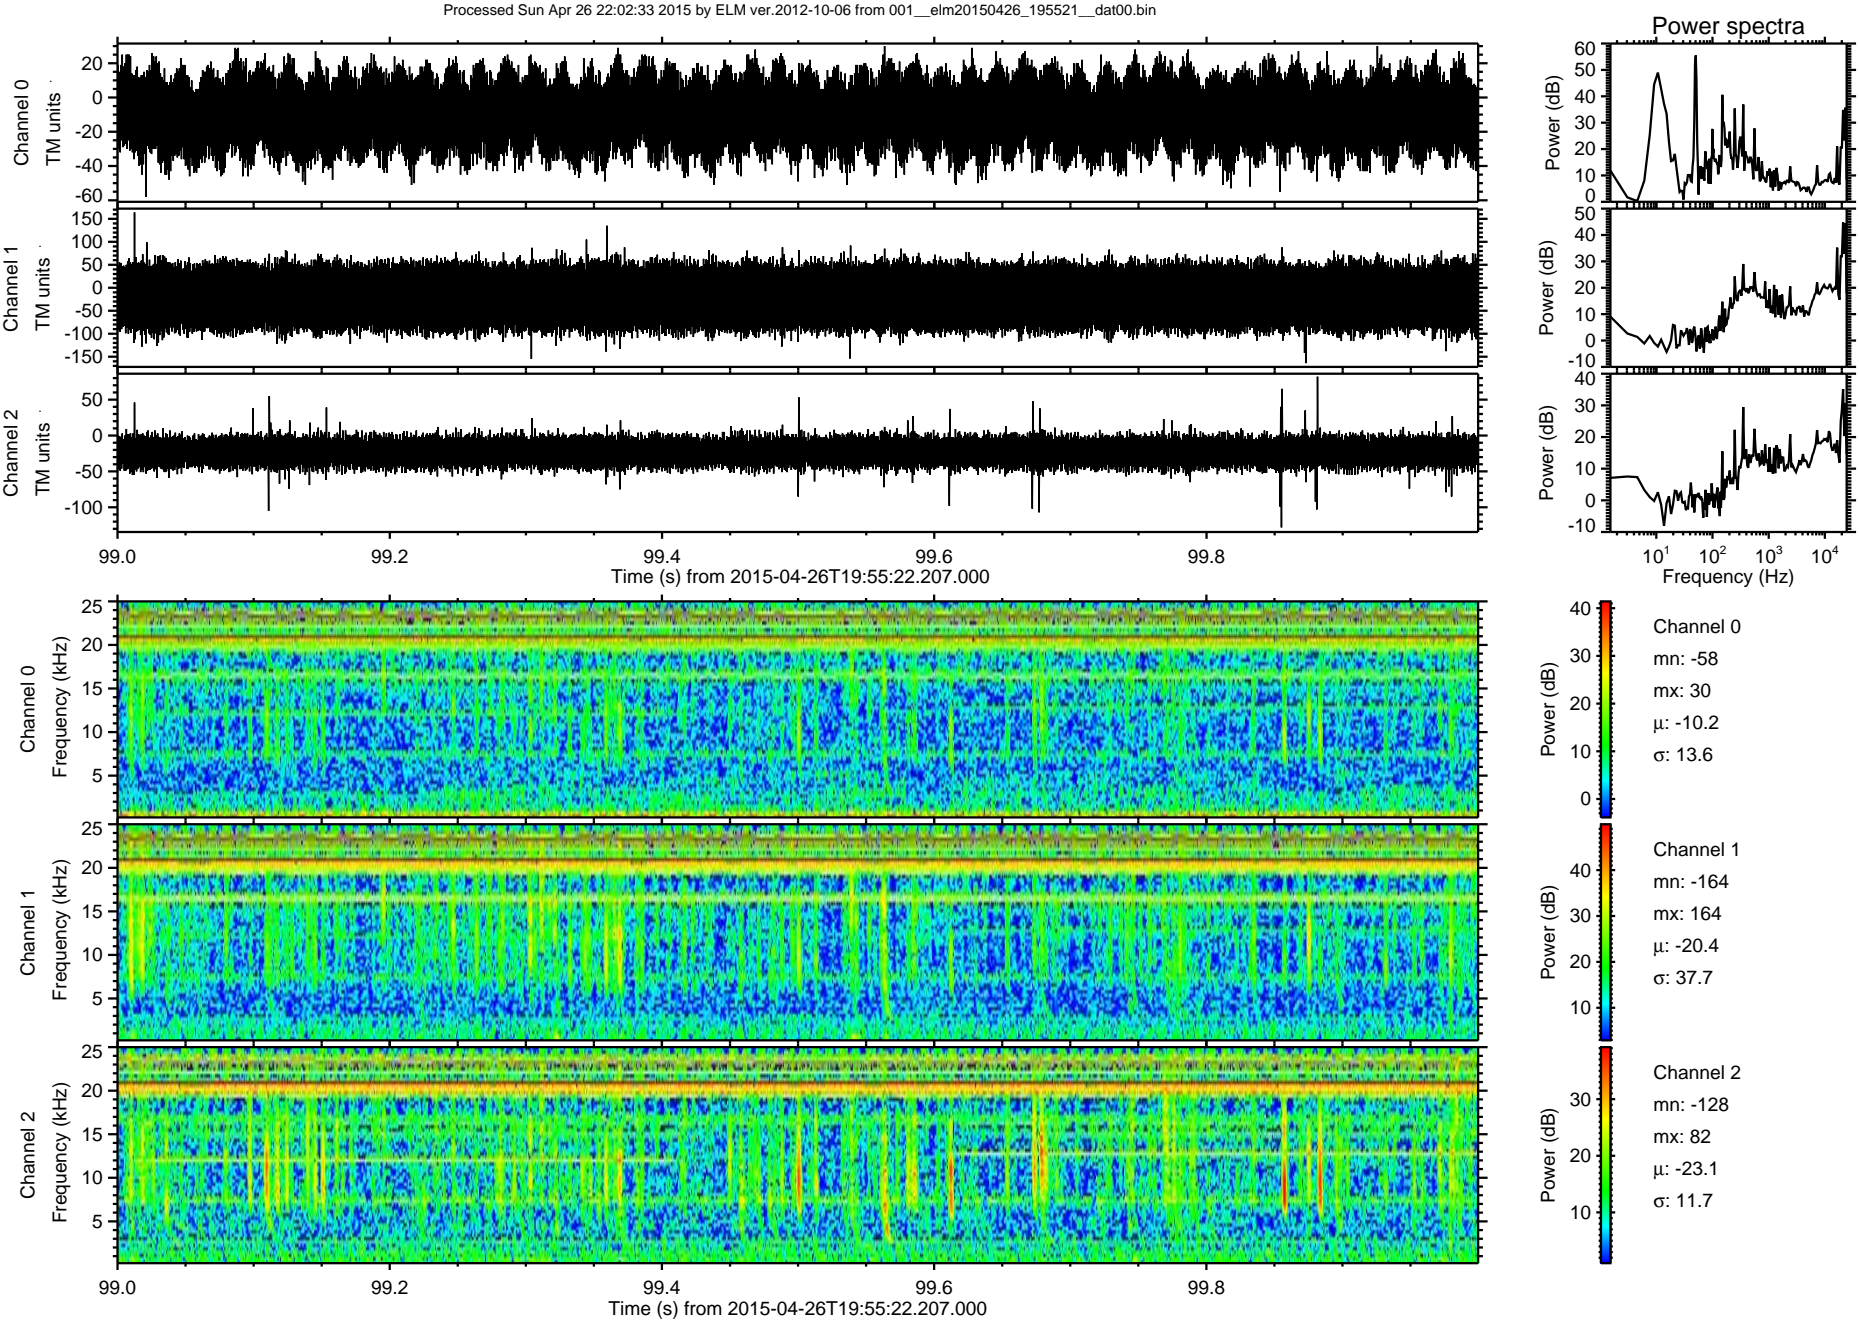 Processed Sun Apr 26 22:02:33 2015 by ELM ver.2012-10-06 from 001__elm20150426_195521__dat00.bin
Power spectra
Channel 0
TM units
20
0
-20
-40
-60
Power (dB)
60
50
40
30
20
10
0
Channel 1
TM units
150
100
50
0
-50
-100
-150
Power (dB)
50
40
30
20
10
0
-10
Channel 2
TM units
50
0
-50
-100
Power (dB)
40
30
20
10
0
-10
99.0 99.2 99.4 99.6 99.8
Time (s) from 2015-04-26T19:55:22.207.000
10¹ 10² 10³ 10⁴
Frequency (Hz)
Channel 0
Frequency (kHz)
25
20
15
10
5
Power (dB)
40
30
20
10
0
Channel 0
mn: -58
mx: 30
μ: -10.2
σ: 13.6
Channel 1
Frequency (kHz)
25
20
15
10
5
Power (dB)
40
30
20
10
Channel 1
mn: -164
mx: 164
μ: -20.4
σ: 37.7
Channel 2
Frequency (kHz)
25
20
15
10
5
Power (dB)
30
20
10
Channel 2
mn: -128
mx: 82
μ: -23.1
σ: 11.7
99.0 99.2 99.4 99.6 99.8
Time (s) from 2015-04-26T19:55:22.207.000